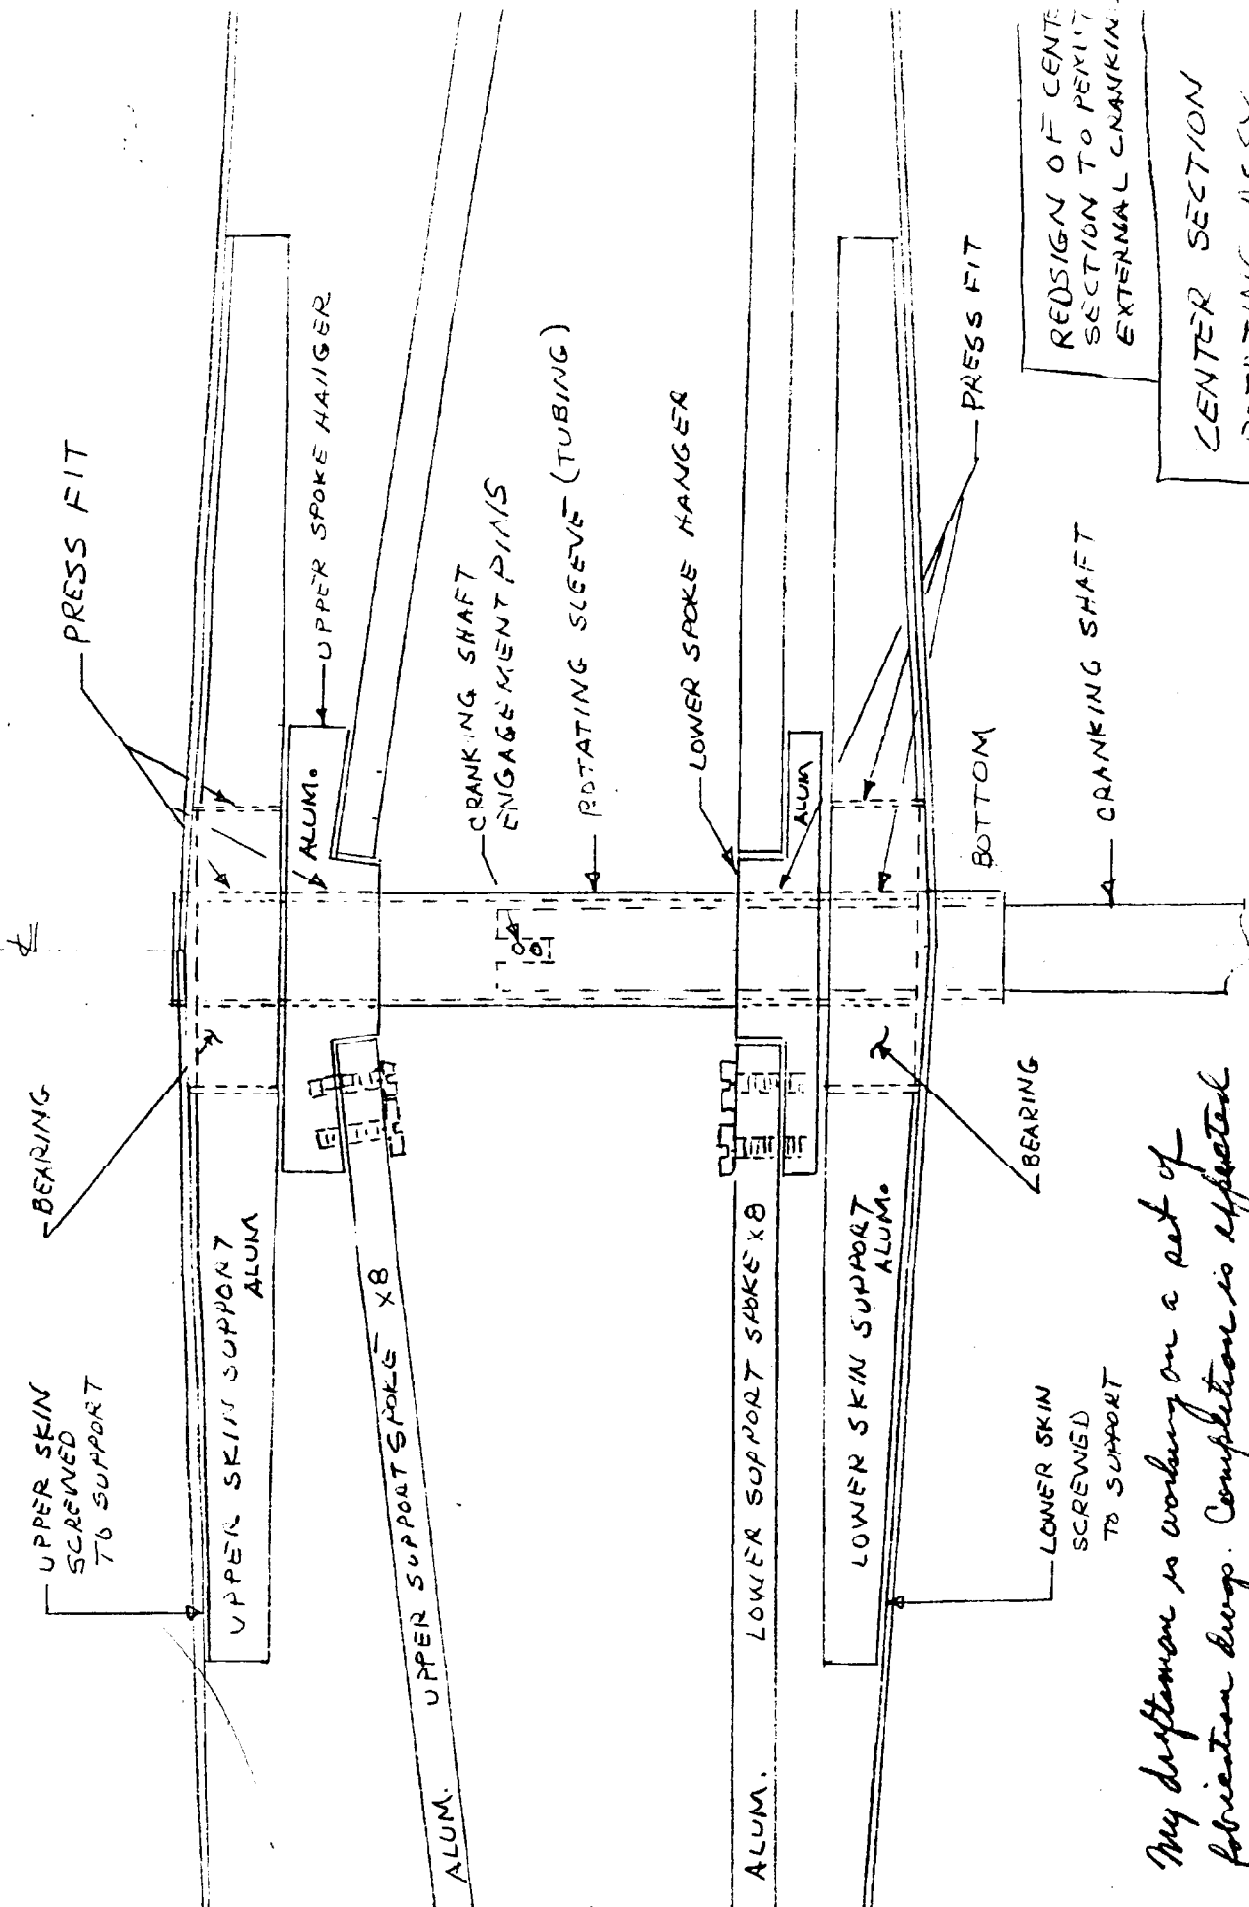 UPPER SKIN
SCREWED
TO SUPPORT
BEARING
PRESS FIT
UPPER SKIN SUPPORT
ALUM
ALUM.
UPPER SPOKE HANGER
ALUM.
UPPER SUPPORT SPOKE X8
CRANKING SHAFT
ENGAGEMENT PINS
ROTATING SLEEVE (TUBING)
LOWER SPOKE HANGER
ALUM.
LOWER SUPPORT SPOKE X8
ALUM
LOWER SKIN SUPPORT
ALUM.
PRESS FIT
BOTTOM
LOWER SKIN
SCREWED
TO SUPPORT
BEARING
CRANKING SHAFT
REDSIGN OF CENTE
SECTION TO PERMIT
EXTERNAL CRANKIN
CENTER SECTION
My draftsman is working on a set of
fabrication dwgs. Completion is expected